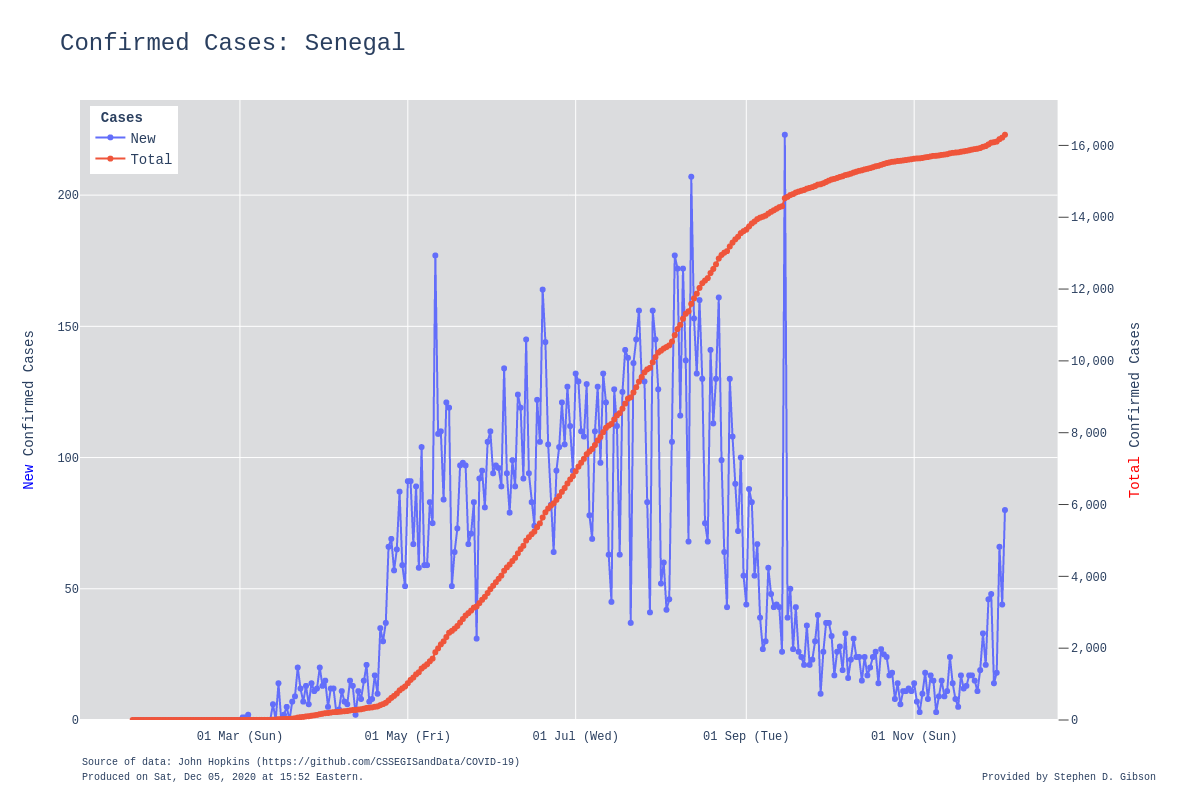 Confirmed Cases: Senegal
Cases
New
Total
200
150
100
50
0
16,000
14,000
12,000
10,000
8,000
6,000
4,000
2,000
0
New Confirmed Cases
Total Confirmed Cases
01 Mar (Sun)
01 May (Fri)
01 Jul (Wed)
01 Sep (Tue)
01 Nov (Sun)
Source of data: John Hopkins (https://github.com/CSSEGISandData/COVID-19)
Produced on Sat, Dec 05, 2020 at 15:52 Eastern.
Provided by Stephen D. Gibson